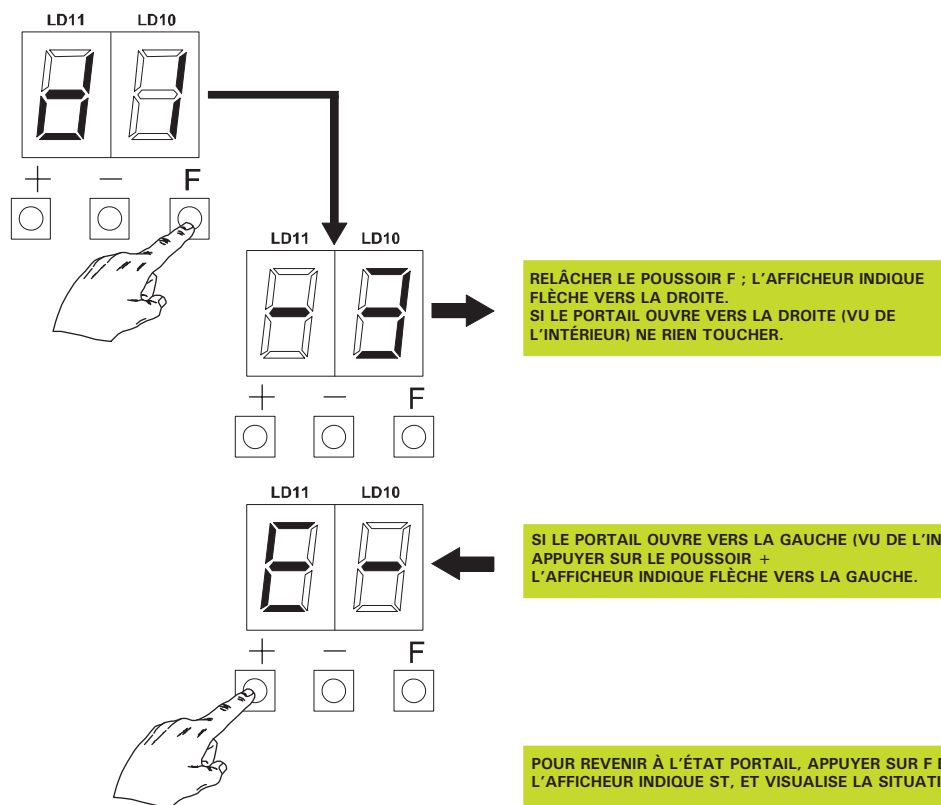 LD11 LD10
+ − F
LD11 LD10
RELÂCHER LE POUSSOIR F ; L'AFFICHEUR INDIQUE
FLÈCHE VERS LA DROITE.
SI LE PORTAIL OUVRE VERS LA DROITE (VU DE
L'INTÉRIEUR) NE RIEN TOUCHER.
+ − F
LD11 LD10
SI LE PORTAIL OUVRE VERS LA GAUCHE (VU DE
APPUYER SUR LE POUSSOIR +
L'AFFICHEUR INDIQUE FLÈCHE VERS LA GAUCHE.
+ − F
POUR REVENIR À L'ÉTAT PORTAIL, APPUYER SUR F
L'AFFICHEUR INDIQUE ST, ET VISUALISE LA